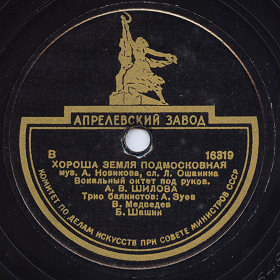 АПРЕЛЕВСКИЙ ЗАВОД
В 16319
ХОРОША ЗЕМЛЯ ПОДМОСКОВНАЯ
муз. А. Новикова, сл. Л. Ошанина
Вокальный октет под руков.
А. В. ШИЛОВА
Трио баянистов: А. Зуев
В. Медведев
Б. Шашин
КОМИТЕТ ПО ДЕЛАМ ИСКУССТВ ПРИ СОВЕТЕ МИНИСТРОВ СССР